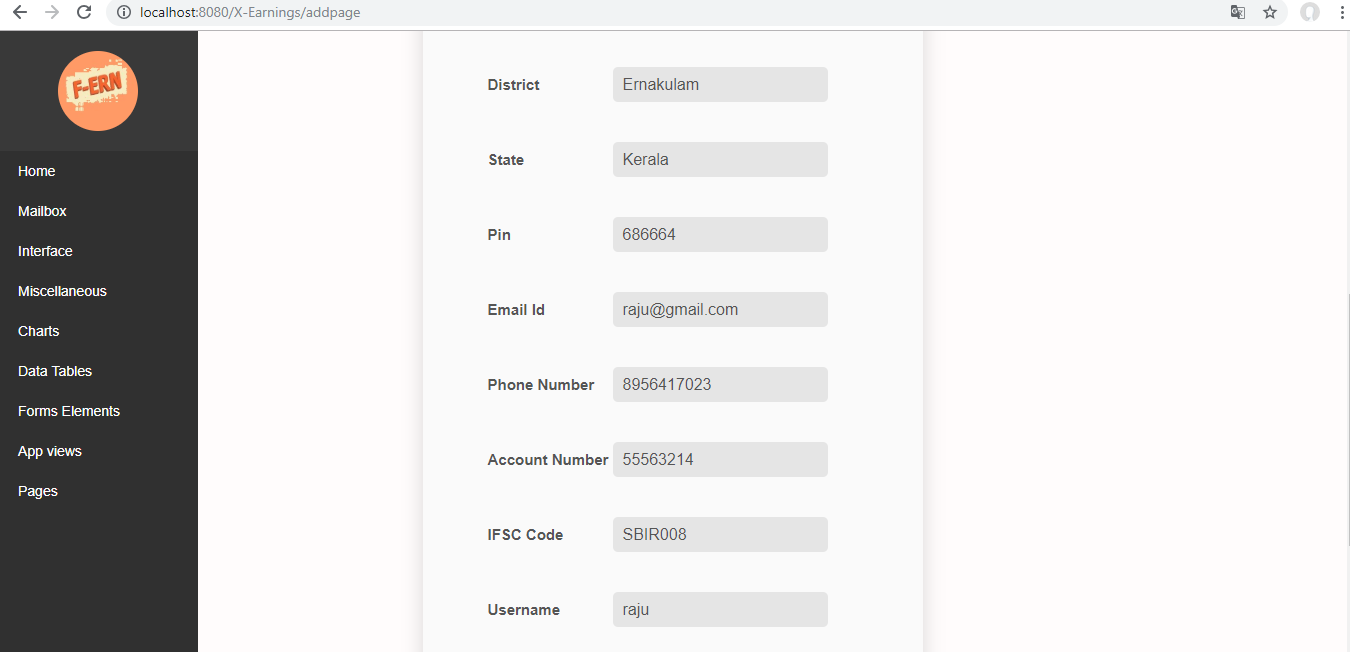 localhost:8080/X-Earnings/addpage
F-ERN
Home
Mailbox
Interface
Miscellaneous
Charts
Data Tables
Forms Elements
App views
Pages
District Ernakulam
State Kerala
Pin 686664
Email Id raju@gmail.com
Phone Number 8956417023
Account Number 55563214
IFSC Code SBIR008
Username raju